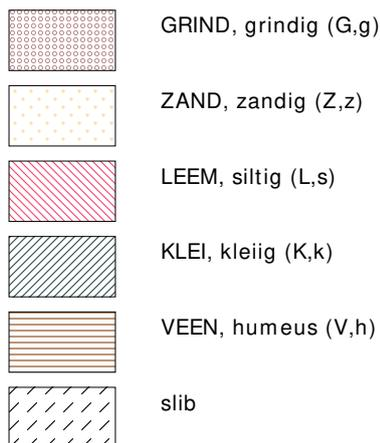 GRIND, grindig (G,g)
ZAND, zandig (Z,z)
LEEM, siltig (L,s)
KLEI, kleiig (K,k)
VEEN, humeus (V,h)
slib